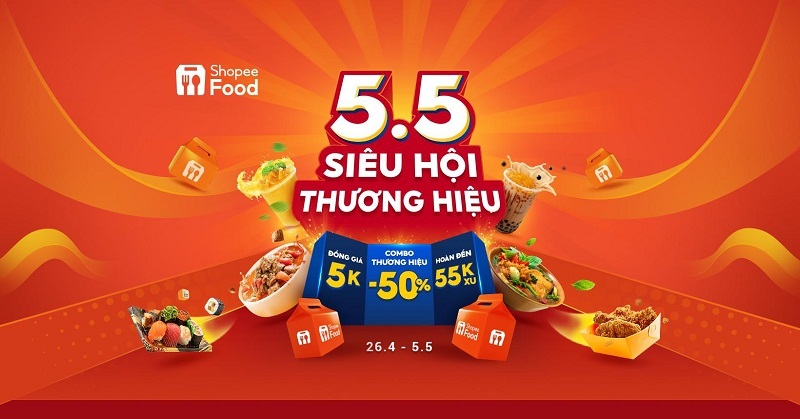 Shopee
Food
5.5
SIÊU HỘI
THƯƠNG HIỆU
ĐỒNG GIÁ
5K
COMBO
THƯƠNG HIỆU
-50%
HOÀN ĐẾN
55K
XU
Shopee
Food
Shopee
Food
26.4 - 5.5